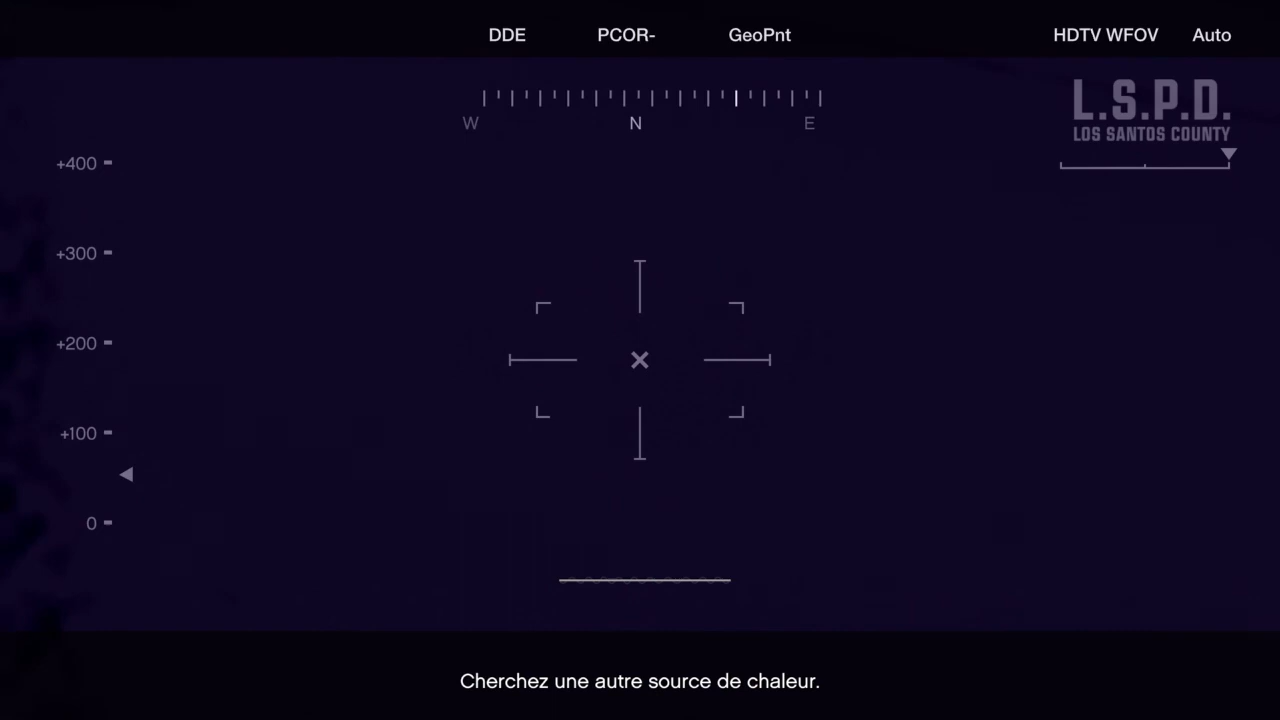 DDE PCOR- GeoPnt HDTV WFOV Auto
L.S.P.D.
LOS SANTOS COUNTY
W N E
+400
+300
+200
+100
0
Cherchez une autre source de chaleur.